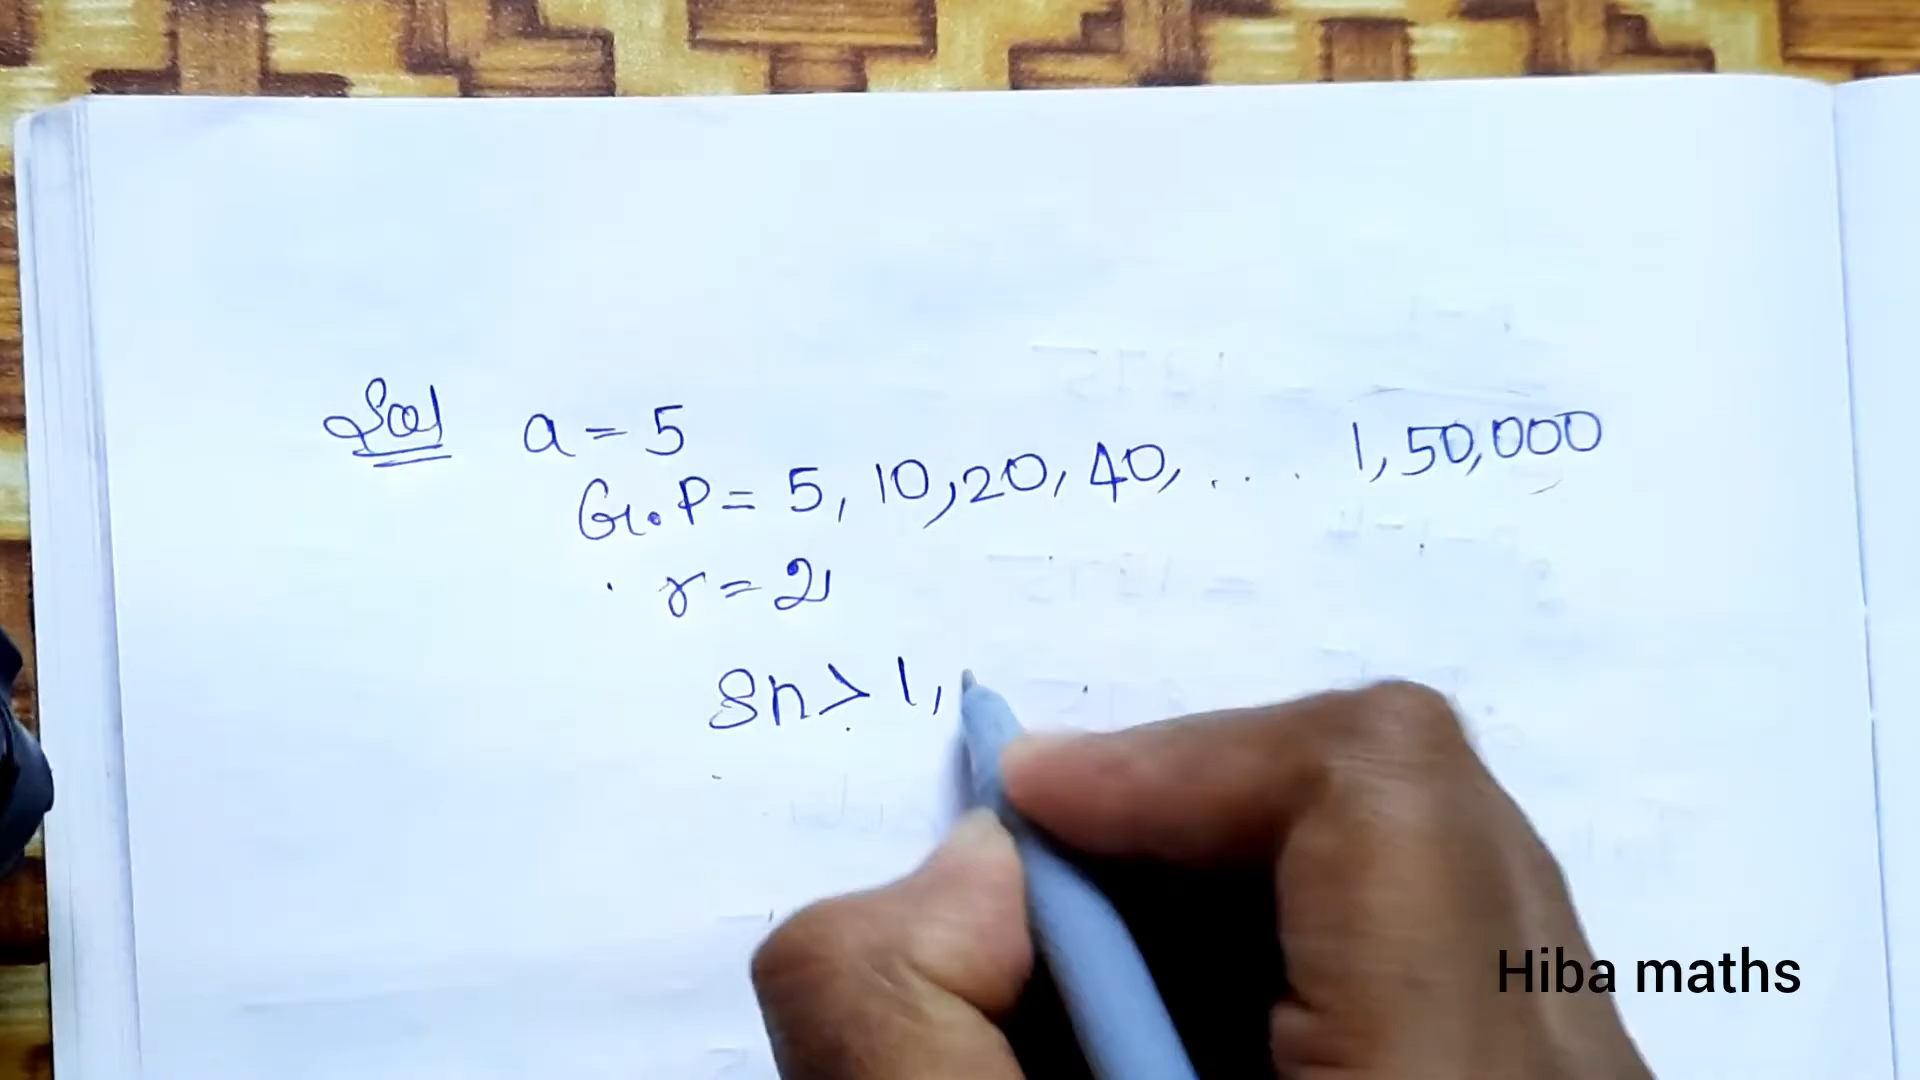 Sol a = 5
G.P = 5, 10, 20, 40, . . . 1,50,000
r = 2
Sn > 1,
Hiba maths